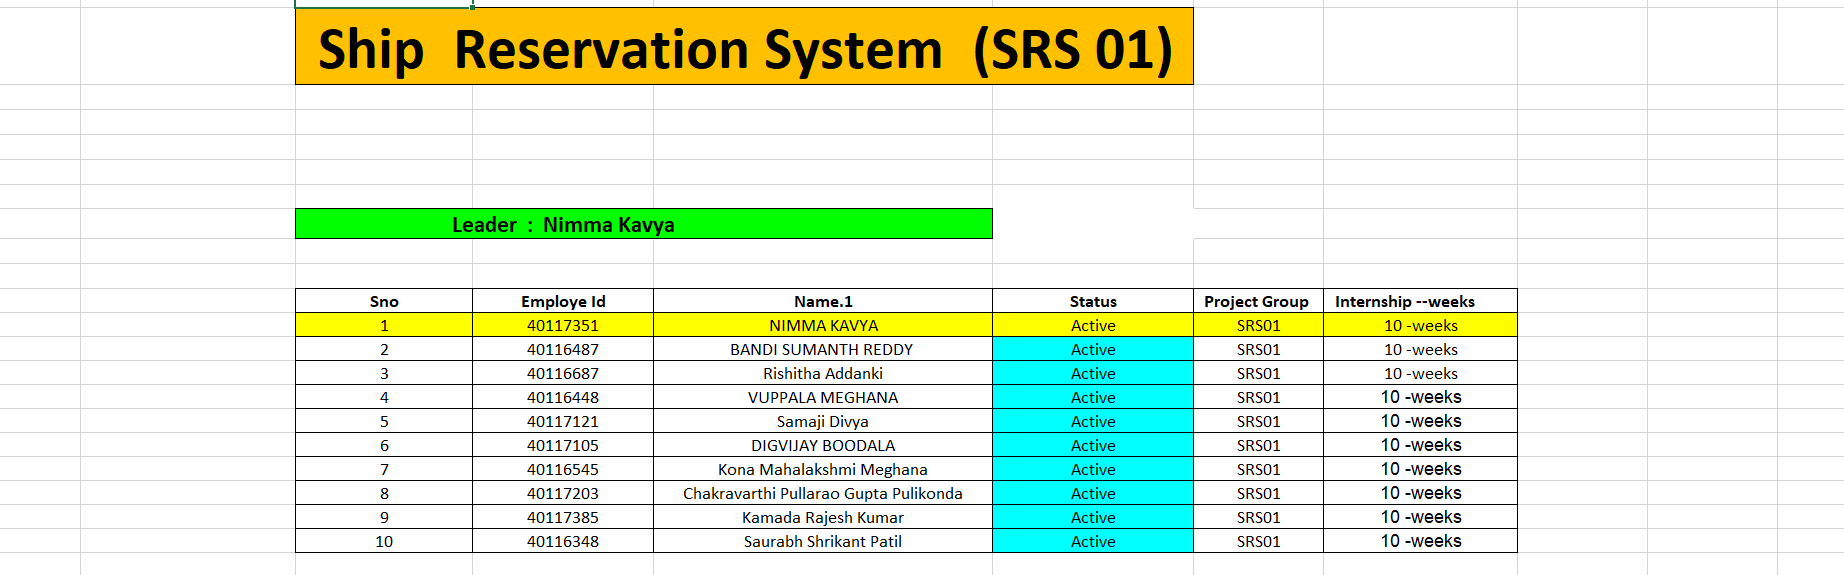 Ship Reservation System (SRS 01)
Leader : Nimma Kavya
Sno Employe Id Name.1 Status Project Group Internship --weeks
1 40117351 NIMMA KAVYA Active SRS01 10 -weeks
2 40116487 BANDI SUMANTH REDDY Active SRS01 10 -weeks
3 40116687 Rishitha Addanki Active SRS01 10 -weeks
4 40116448 VUPPALA MEGHANA Active SRS01 10 -weeks
5 40117121 Samaji Divya Active SRS01 10 -weeks
6 40117105 DIGVIJAY BOODALA Active SRS01 10 -weeks
7 40116545 Kona Mahalakshmi Meghana Active SRS01 10 -weeks
8 40117203 Chakravarthi Pullarao Gupta Pulikonda Active SRS01 10 -weeks
9 40117385 Kamada Rajesh Kumar Active SRS01 10 -weeks
10 40116348 Saurabh Shrikant Patil Active SRS01 10 -weeks